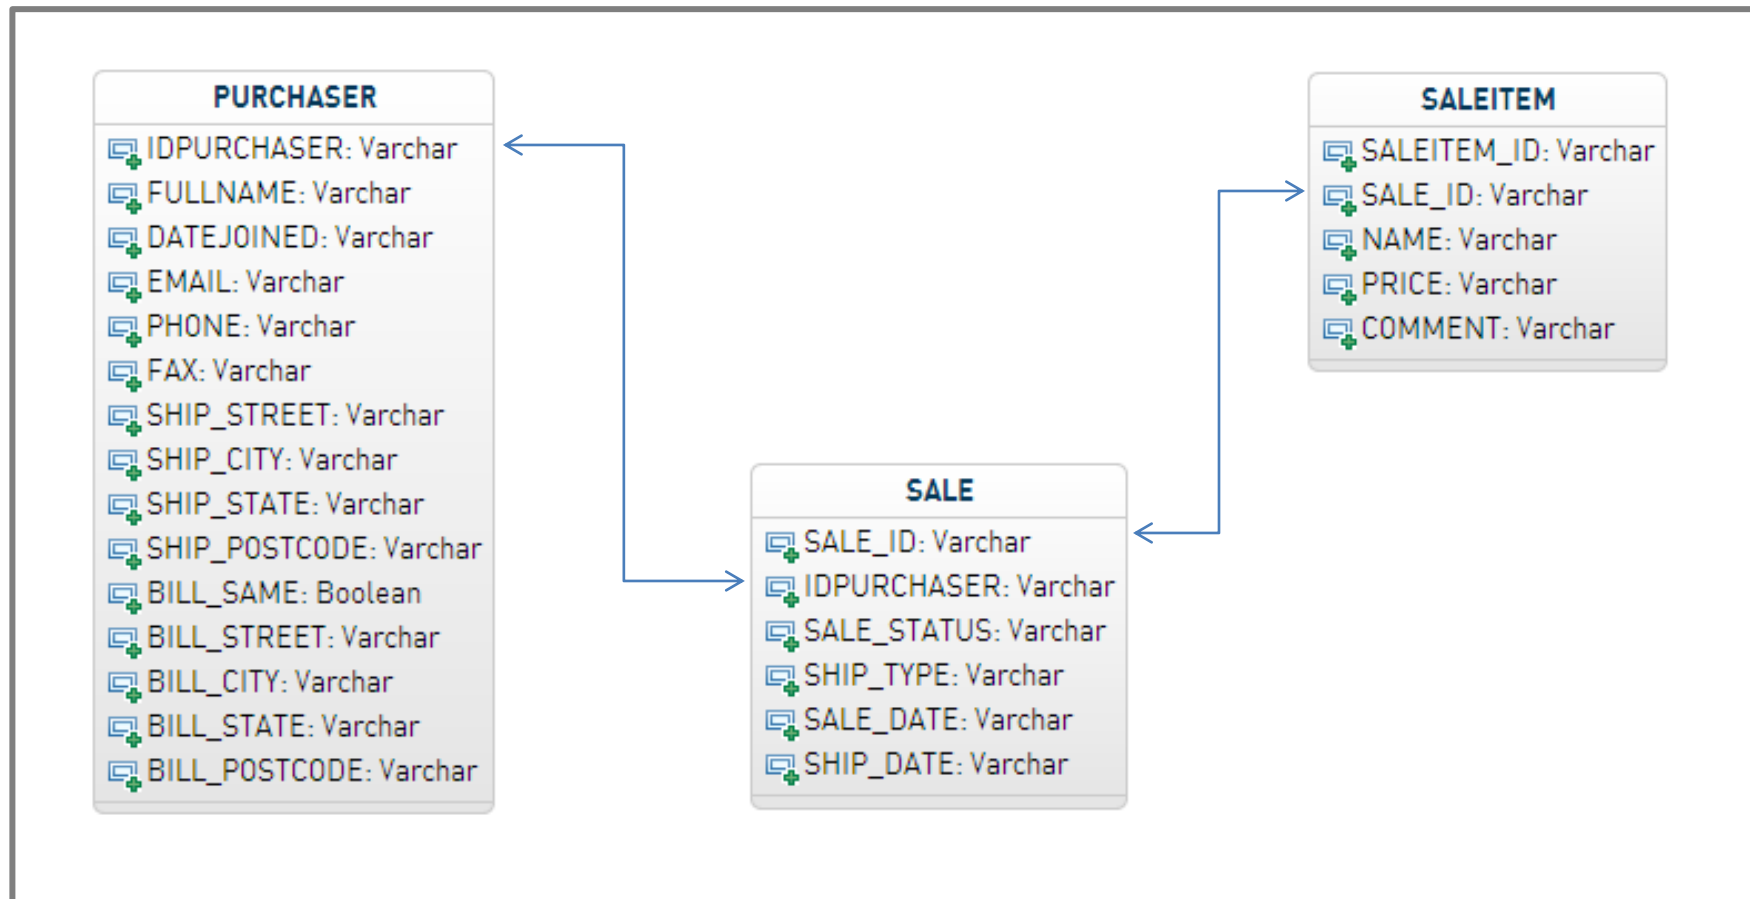 PURCHASER
IDPURCHASER: Varchar
FULLNAME: Varchar
DATEJOINED: Varchar
EMAIL: Varchar
PHONE: Varchar
FAX: Varchar
SHIP_STREET: Varchar
SHIP_CITY: Varchar
SHIP_STATE: Varchar
SHIP_POSTCODE: Varchar
BILL_SAME: Boolean
BILL_STREET: Varchar
BILL_CITY: Varchar
BILL_STATE: Varchar
BILL_POSTCODE: Varchar
SALE
SALE_ID: Varchar
IDPURCHASER: Varchar
SALE_STATUS: Varchar
SHIP_TYPE: Varchar
SALE_DATE: Varchar
SHIP_DATE: Varchar
SALEITEM
SALEITEM_ID: Varchar
SALE_ID: Varchar
NAME: Varchar
PRICE: Varchar
COMMENT: Varchar